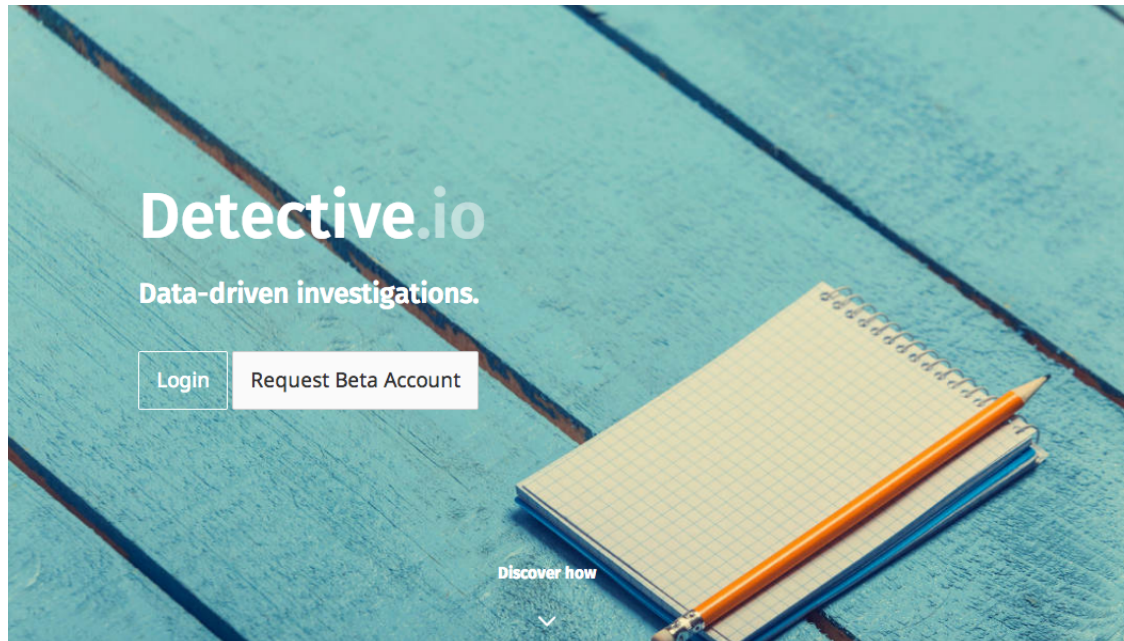 Detective.io
Data-driven investigations.
Login Request Beta Account
Discover how